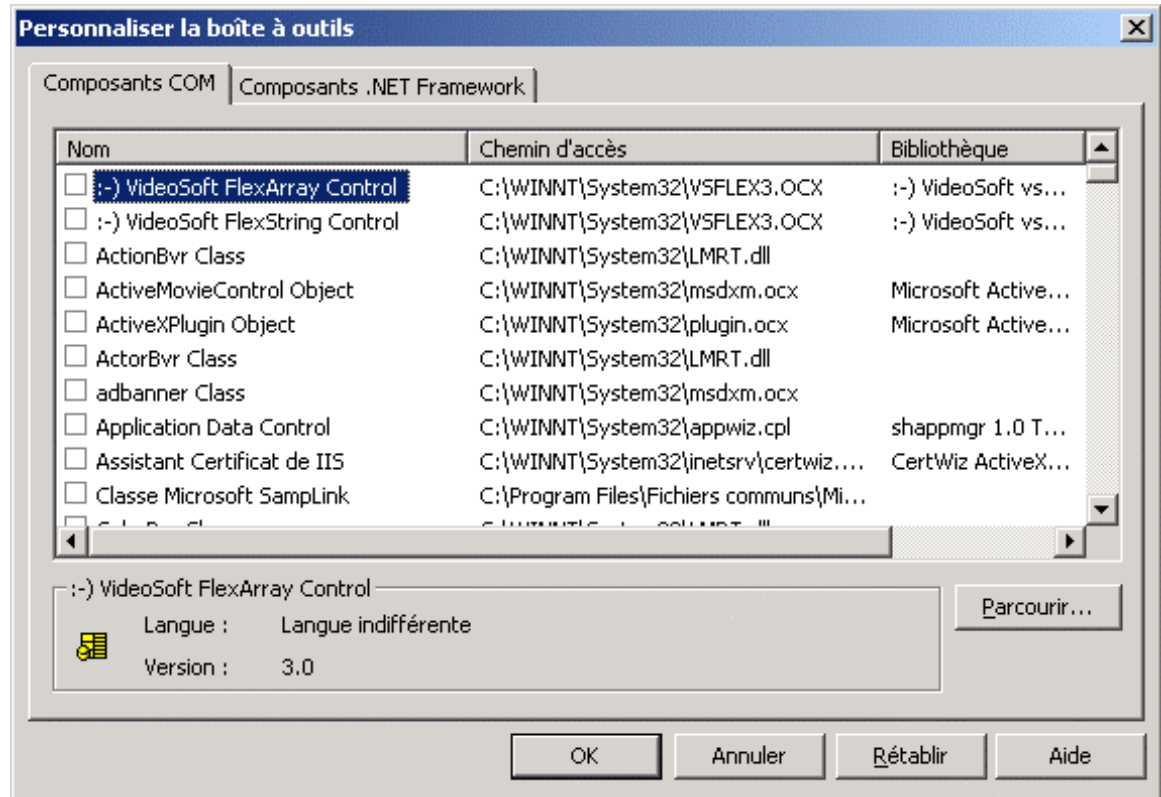 Personnaliser la boîte à outils
Composants COM Composants .NET Framework
Nom Chemin d'accès Bibliothèque
:-) VideoSoft FlexArray Control C:\WINNT\System32\VSFLEX3.OCX :-) VideoSoft vs...
:-) VideoSoft FlexString Control C:\WINNT\System32\VSFLEX3.OCX :-) VideoSoft vs...
ActionBvr Class C:\WINNT\System32\LMRT.dll
ActiveMovieControl Object C:\WINNT\System32\msdxm.ocx Microsoft Active...
ActiveXPlugin Object C:\WINNT\System32\plugin.ocx Microsoft Active...
ActorBvr Class C:\WINNT\System32\LMRT.dll
adbanner Class C:\WINNT\System32\msdxm.ocx
Application Data Control C:\WINNT\System32\appwiz.cpl shappmgr 1.0 T...
Assistant Certificat de IIS C:\WINNT\System32\inetsrv\certwiz.... CertWiz ActiveX...
Classe Microsoft SampLink C:\Program Files\Fichiers communs\Mi...
:-) VideoSoft FlexArray Control
Parcourir...
Langue : Langue indifférente
Version : 3.0
OK Annuler Rétablir Aide